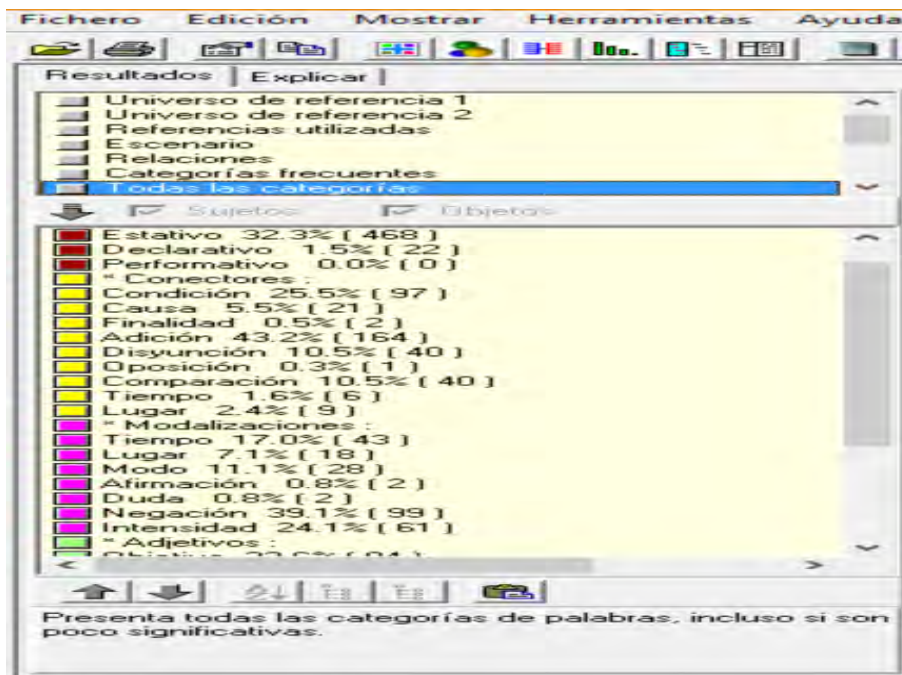 Fichero Edición Mostrar Herramientas Ayuda
Resultados Explicar
Universo de referencia 1
Universo de referencia 2
Referencias utilizadas
Escenario
Relaciones
Categorías frecuentes
Todas las categorías
Sujetos Objetos
Estativo 32.3% ( 468 )
Declarativo 1.5% ( 22 )
Performativo 0.0% ( 0 )
* Conectores :
Condición 25.5% ( 97 )
Causa 5.5% ( 21 )
Finalidad 0.5% ( 2 )
Adición 43.2% ( 164 )
Disyunción 10.5% ( 40 )
Oposición 0.3% ( 1 )
Comparación 10.5% ( 40 )
Tiempo 1.6% ( 6 )
Lugar 2.4% ( 9 )
* Modalizaciones :
Tiempo 17.0% ( 43 )
Lugar 7.1% ( 18 )
Modo 11.1% ( 28 )
Afirmación 0.8% ( 2 )
Duda 0.8% ( 2 )
Negación 39.1% ( 99 )
Intensidad 24.1% ( 61 )
* Adjetivos :
Presenta todas las categorías de palabras, incluso si son
poco significativas.